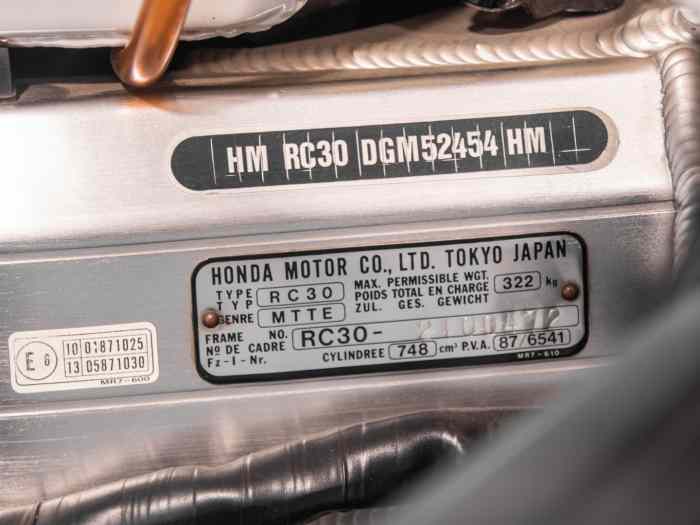 HM RC30 DGM52454 HM
HONDA MOTOR CO., LTD. TOKYO JAPAN
TYPE RC30 MAX. PERMISSIBLE WGT.
TYP POIDS TOTAL EN CHARGE 322 kg
GENRE MTTE ZUL. GES. GEWICHT
FRAME NO. RC30-
Nº DE CADRE
Fz-I-Nr. CYLINDREE 748 cm³ P.V.A. 87/6541
MR7-610
E 6 10 01871025
13 05871030
MR7-600